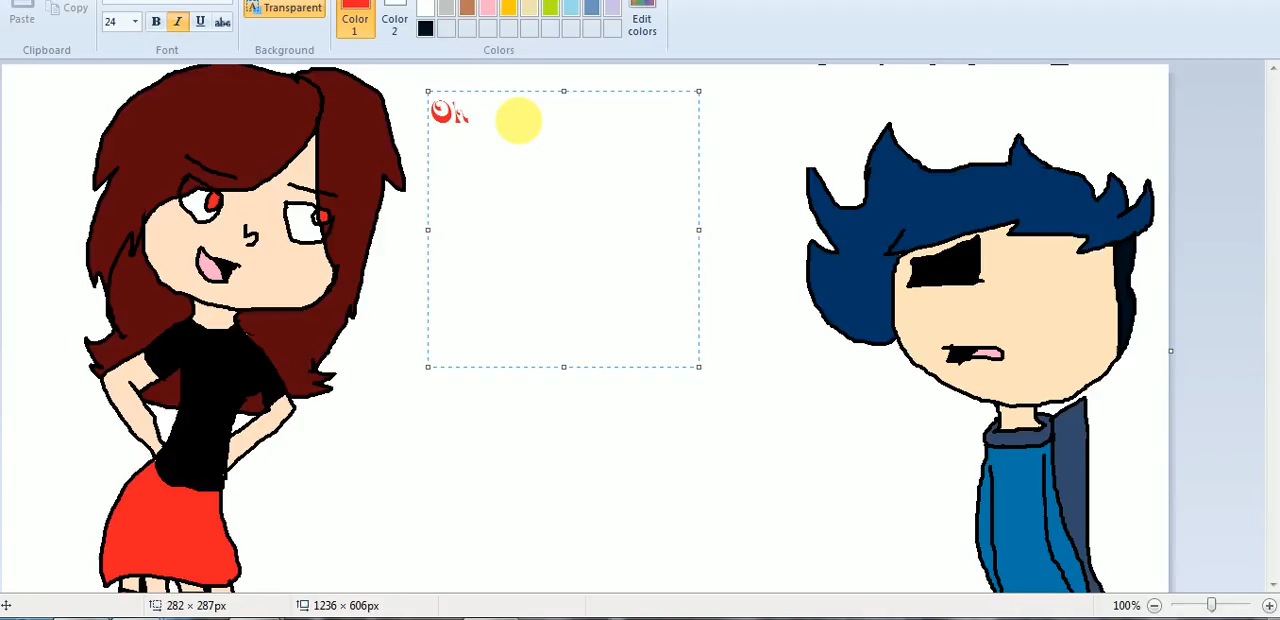 Paste
Copy
24
B I U abc
Transparent
Color 1
Color 2
Edit colors
Clipboard
Font
Background
Colors
Oh
282 × 287px
1236 × 606px
100%